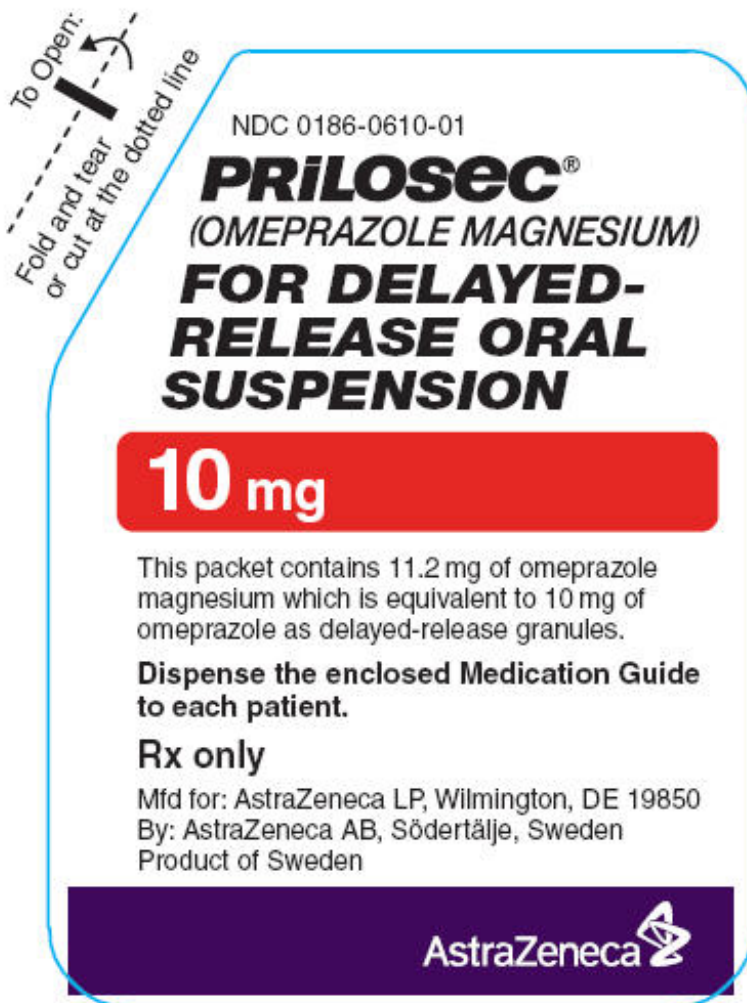 To Open:
Fold and tear
or cut at the dotted line
NDC 0186-0610-01
PRiLOSEC®
(OMEPRAZOLE MAGNESIUM)
FOR DELAYED-
RELEASE ORAL
SUSPENSION
10 mg
This packet contains 11.2 mg of omeprazole
magnesium which is equivalent to 10 mg of
omeprazole as delayed-release granules.
Dispense the enclosed Medication Guide
to each patient.
Rx only
Mfd for: AstraZeneca LP, Wilmington, DE 19850
By: AstraZeneca AB, Södertälje, Sweden
Product of Sweden
AstraZeneca